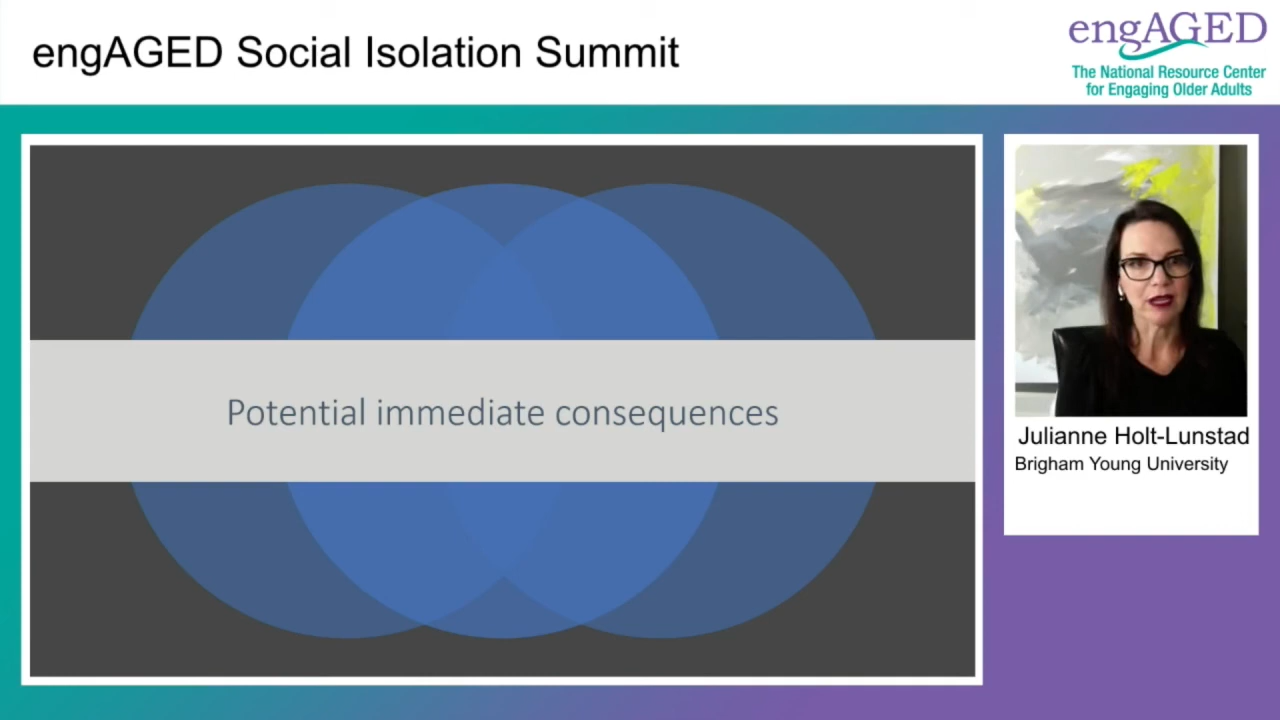 engAGED Social Isolation Summit
engAGED
The National Resource Center
for Engaging Older Adults
Potential immediate consequences
Julianne Holt-Lunstad
Brigham Young University